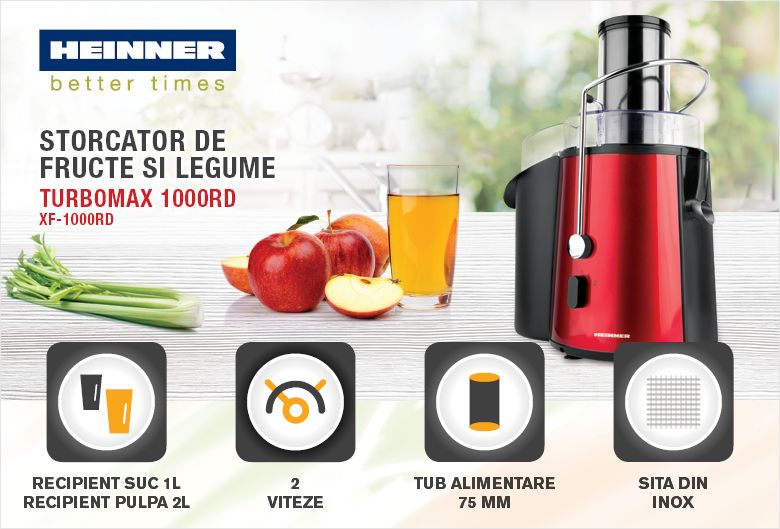 HEINNER
better times
STORCATOR DE
FRUCTE SI LEGUME
TURBOMAX 1000RD
XF-1000RD
HEINNER
RECIPIENT SUC 1L
RECIPIENT PULPA 2L
2
VITEZE
TUB ALIMENTARE
75 MM
SITA DIN
INOX